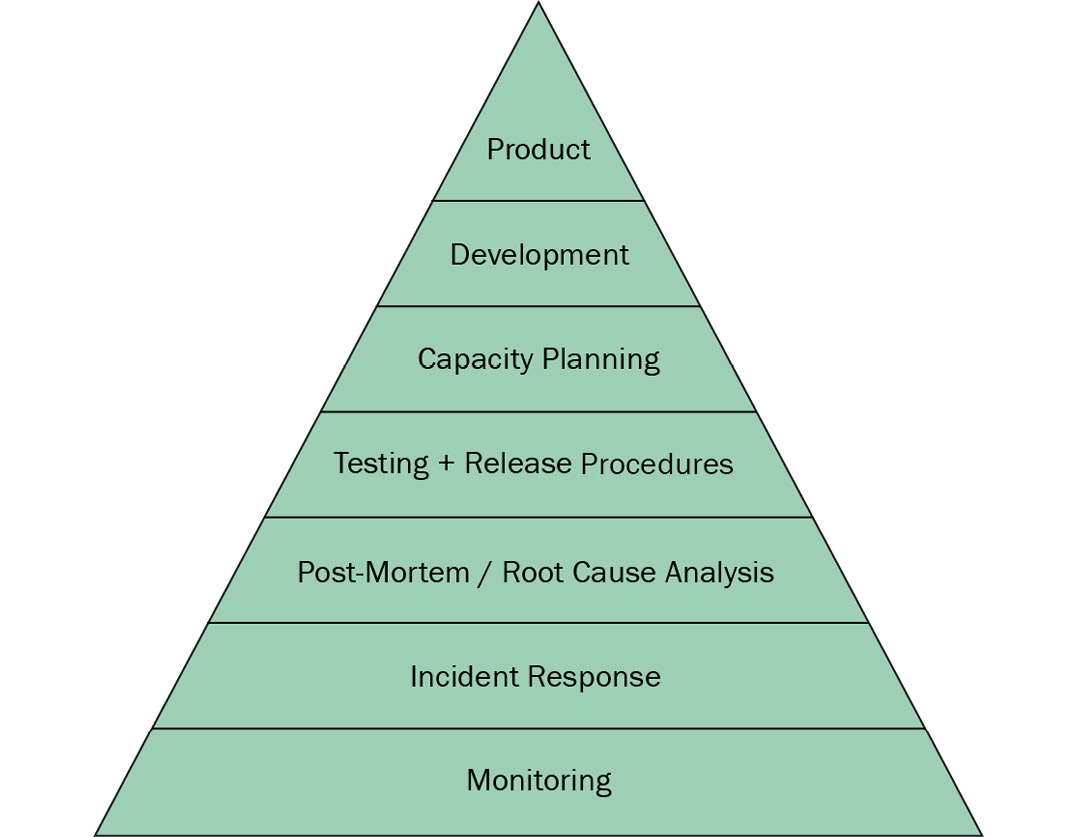 Product
Development
Capacity Planning
Testing + Release Procedures
Post-Mortem / Root Cause Analysis
Incident Response
Monitoring